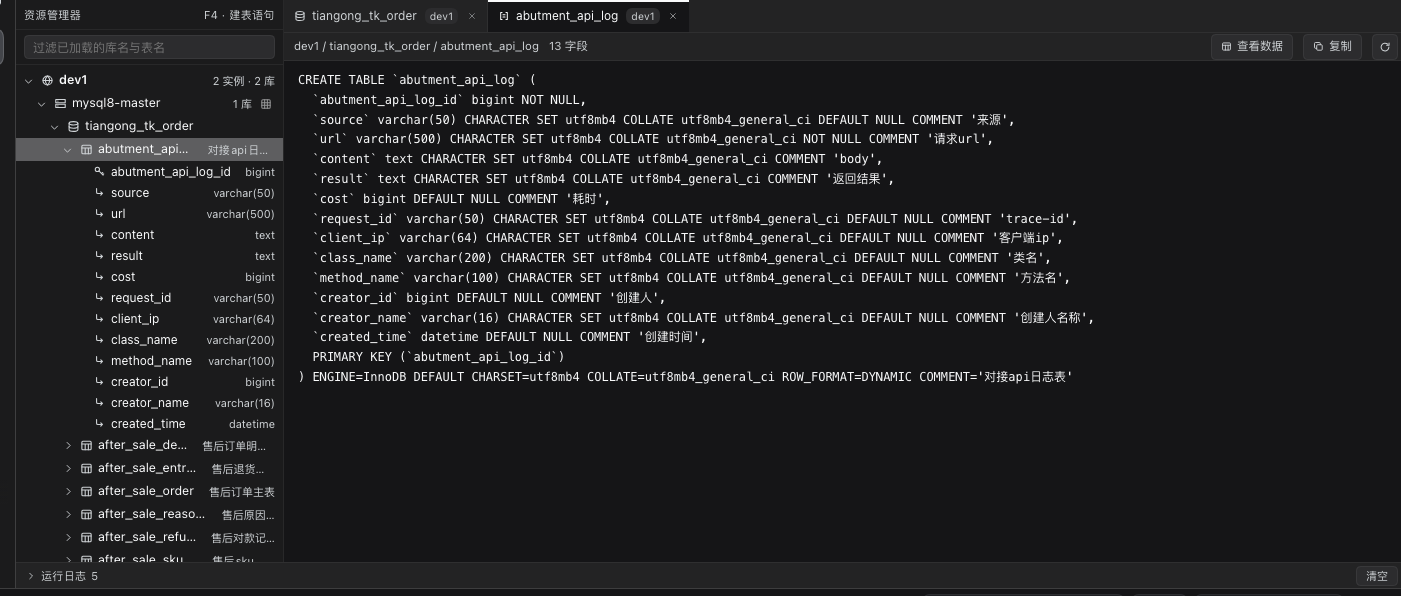 资源管理器
F4 · 建表语句
过滤已加载的库名与表名
dev1 2 实例 · 2 库
mysql8-master 1 库
tiangong_tk_order
abutment_api... 对接api日...
abutment_api_log_id bigint
source varchar(50)
url varchar(500)
content text
result text
cost bigint
request_id varchar(50)
client_ip varchar(64)
class_name varchar(200)
method_name varchar(100)
creator_id bigint
creator_name varchar(16)
created_time datetime
after_sale_de... 售后订单明...
after_sale_entr... 售后退货...
after_sale_order 售后订单主表
after_sale_reaso... 售后原因...
after_sale_refu... 售后对款记...
after_sale_sku 售后sku
tiangong_tk_order dev1 ×
abutment_api_log dev1 ×
dev1 / tiangong_tk_order / abutment_api_log 13 字段
查看数据 复制
CREATE TABLE `abutment_api_log` (
  `abutment_api_log_id` bigint NOT NULL,
  `source` varchar(50) CHARACTER SET utf8mb4 COLLATE utf8mb4_general_ci DEFAULT NULL COMMENT '来源',
  `url` varchar(500) CHARACTER SET utf8mb4 COLLATE utf8mb4_general_ci NOT NULL COMMENT '请求url',
  `content` text CHARACTER SET utf8mb4 COLLATE utf8mb4_general_ci COMMENT 'body',
  `result` text CHARACTER SET utf8mb4 COLLATE utf8mb4_general_ci COMMENT '返回结果',
  `cost` bigint DEFAULT NULL COMMENT '耗时',
  `request_id` varchar(50) CHARACTER SET utf8mb4 COLLATE utf8mb4_general_ci DEFAULT NULL COMMENT 'trace-id',
  `client_ip` varchar(64) CHARACTER SET utf8mb4 COLLATE utf8mb4_general_ci DEFAULT NULL COMMENT '客户端ip',
  `class_name` varchar(200) CHARACTER SET utf8mb4 COLLATE utf8mb4_general_ci DEFAULT NULL COMMENT '类名',
  `method_name` varchar(100) CHARACTER SET utf8mb4 COLLATE utf8mb4_general_ci DEFAULT NULL COMMENT '方法名',
  `creator_id` bigint DEFAULT NULL COMMENT '创建人',
  `creator_name` varchar(16) CHARACTER SET utf8mb4 COLLATE utf8mb4_general_ci DEFAULT NULL COMMENT '创建人名称',
  `created_time` datetime DEFAULT NULL COMMENT '创建时间',
  PRIMARY KEY (`abutment_api_log_id`)
) ENGINE=InnoDB DEFAULT CHARSET=utf8mb4 COLLATE=utf8mb4_general_ci ROW_FORMAT=DYNAMIC COMMENT='对接api日志表'
运行日志 5
清空